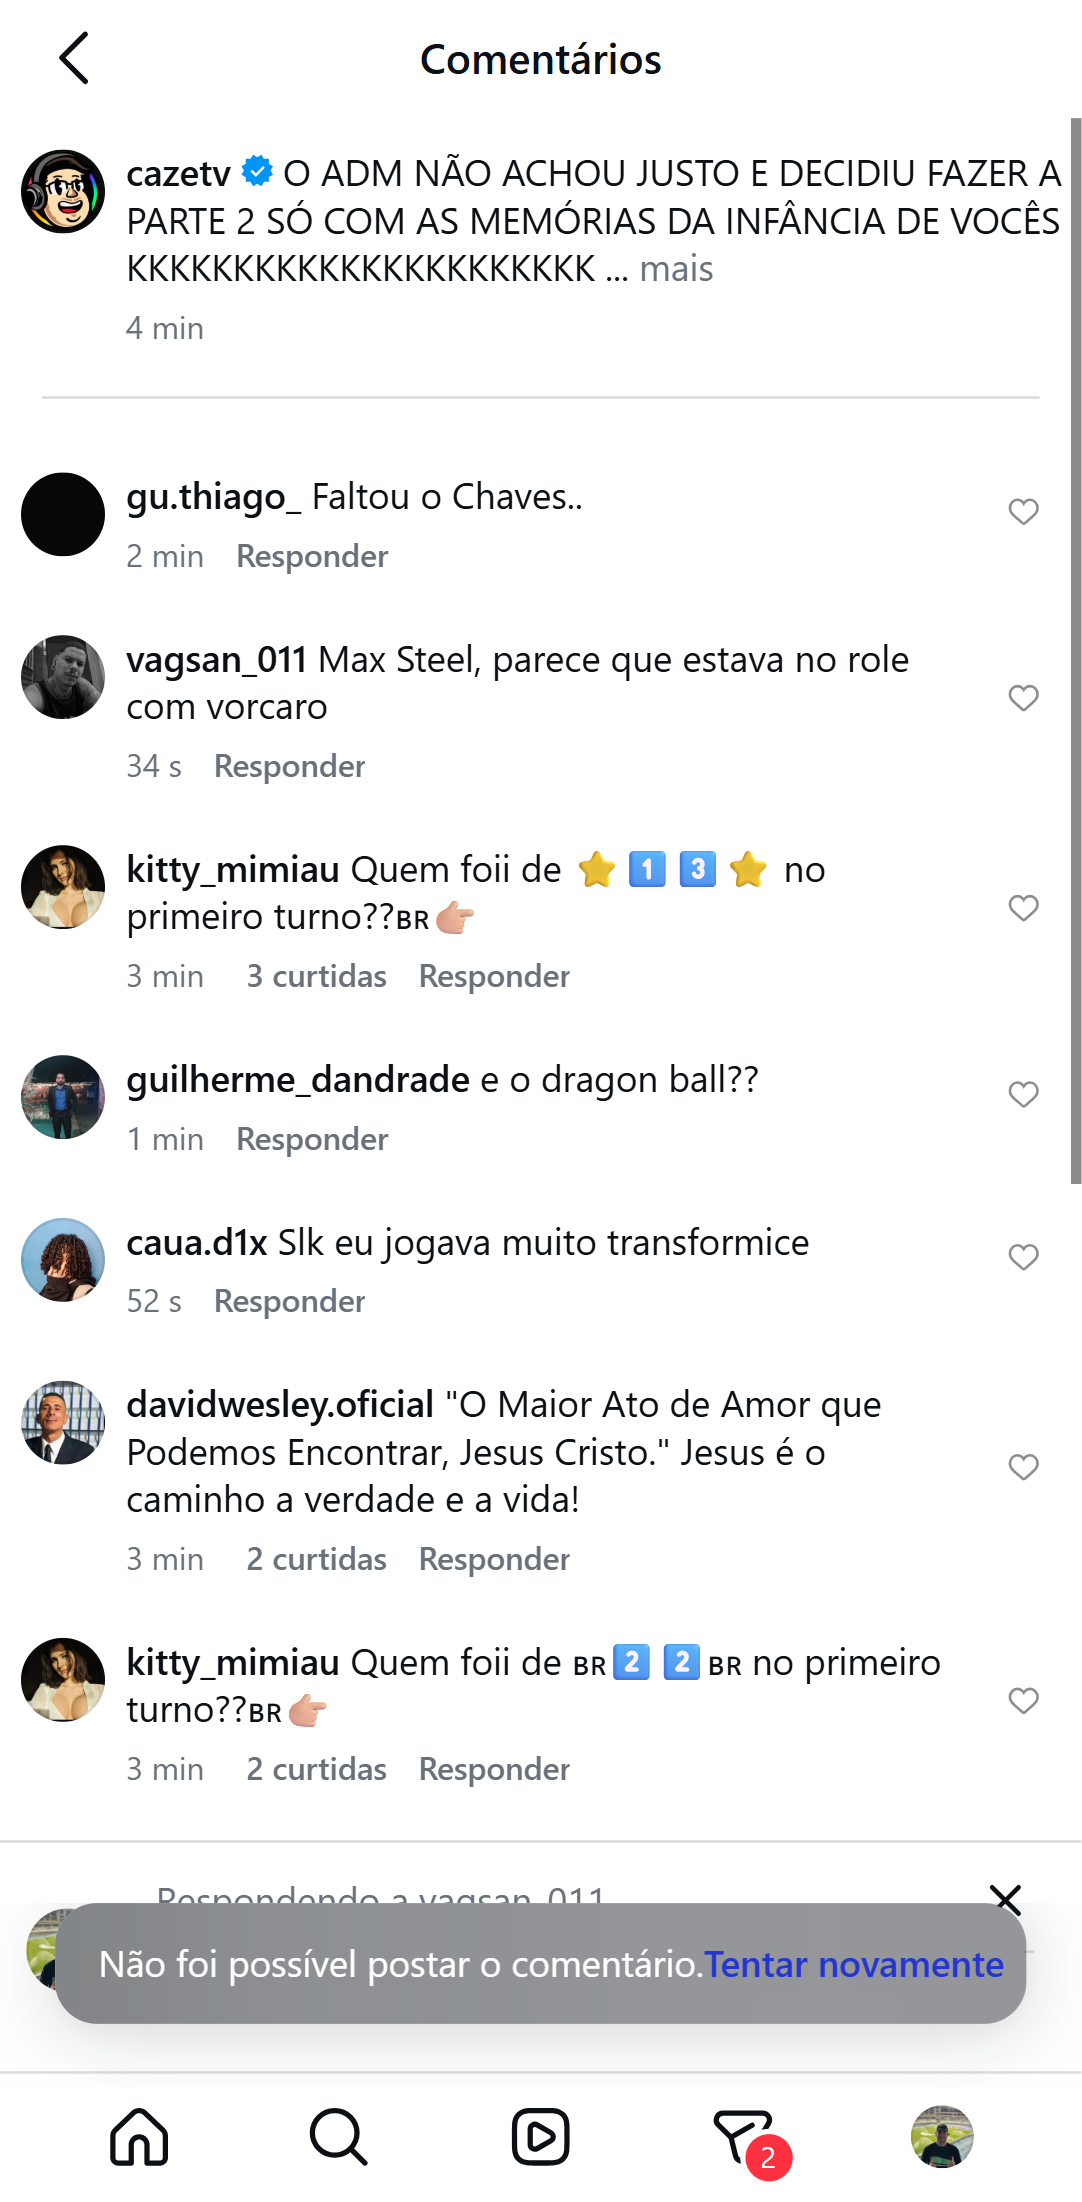 Comentários
cazetv O ADM NÃO ACHOU JUSTO E DECIDIU FAZER A
PARTE 2 SÓ COM AS MEMÓRIAS DA INFÂNCIA DE VOCÊS
KKKKKKKKKKKKKKKKKKKKKK ... mais
4 min
gu.thiago_ Faltou o Chaves..
2 min Responder
vagsan_011 Max Steel, parece que estava no role
com vorcaro
34 s Responder
kitty_mimiau Quem foii de ⭐ 1️⃣ 3️⃣ ⭐ no
primeiro turno??🇧🇷👉🏼
3 min 3 curtidas Responder
guilherme_dandrade e o dragon ball??
1 min Responder
caua.d1x Slk eu jogava muito transformice
52 s Responder
davidwesley.oficial "O Maior Ato de Amor que
Podemos Encontrar, Jesus Cristo." Jesus é o
caminho a verdade e a vida!
3 min 2 curtidas Responder
kitty_mimiau Quem foii de 🇧🇷2️⃣ 2️⃣🇧🇷 no primeiro
turno??🇧🇷👉🏼
3 min 2 curtidas Responder
Respondendo a vagsan_011
Não foi possível postar o comentário.Tentar novamente
2